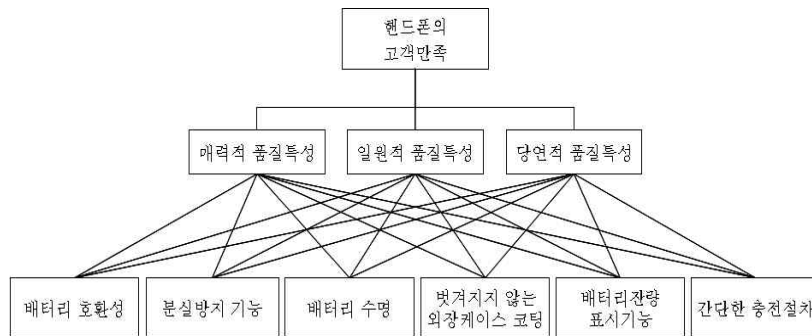 핸드폰의
고객만족
매력적 품질특성
일원적 품질특성
당연적 품질특성
배터리 호환성
분실방지 기능
배터리 수명
벗겨지지 않는
외장케이스 코팅
배터리잔량
표시기능
간단한 충전절차